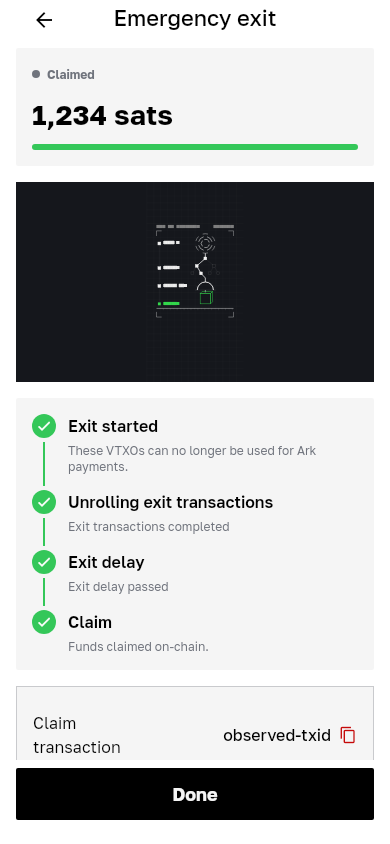 Emergency exit
Claimed
1,234 sats
Exit started
These VTXOs can no longer be used for Ark
payments.
Unrolling exit transactions
Exit transactions completed
Exit delay
Exit delay passed
Claim
Funds claimed on-chain.
Claim
transaction
observed-txid
Done